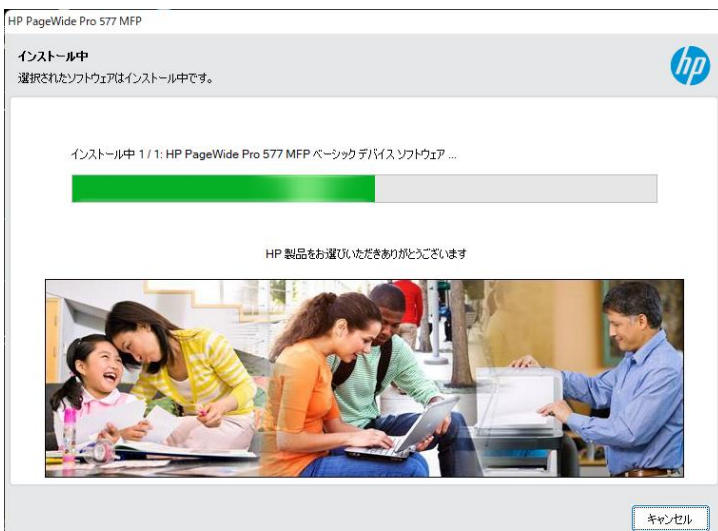 HP PageWide Pro 577 MFP
インストール中
選択されたソフトウェアはインストール中です。
hp
インストール中 1 / 1: HP PageWide Pro 577 MFP ベーシック デバイス ソフトウェア ...
HP 製品をお選びいただきありがとうございます
キャンセル